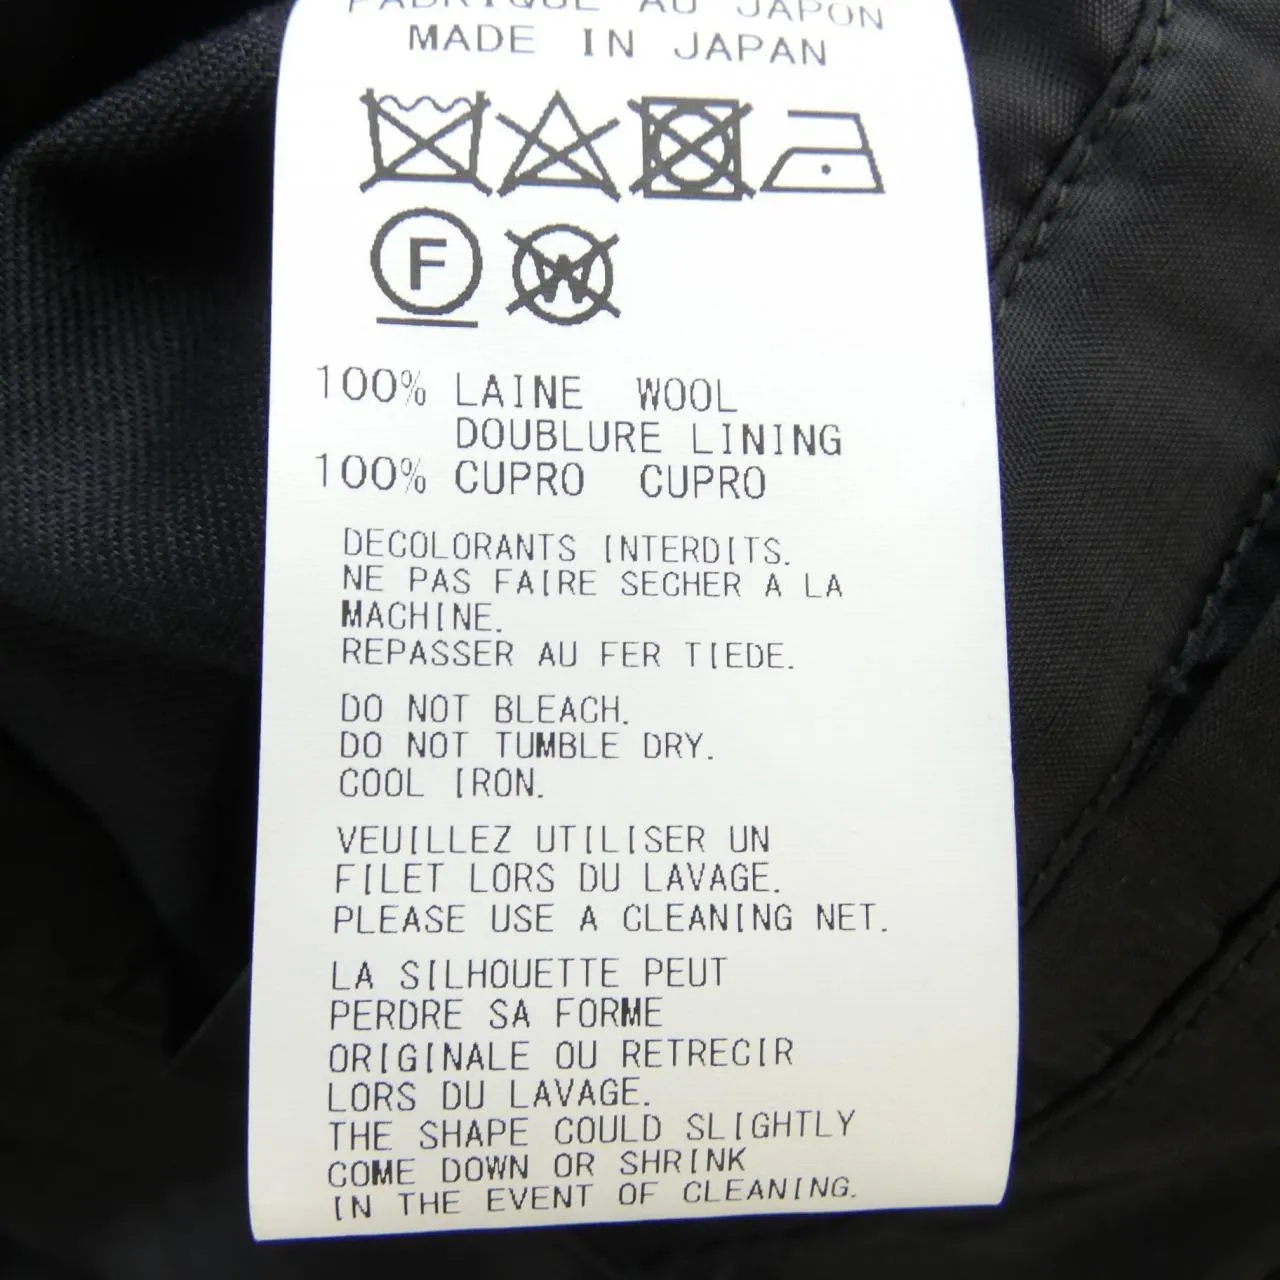 FABRIQUE AU JAPON
MADE IN JAPAN
F W
100% LAINE WOOL
DOUBLURE LINING
100% CUPRO CUPRO
DECOLORANTS INTERDITS.
NE PAS FAIRE SECHER A LA
MACHINE.
REPASSER AU FER TIEDE.
DO NOT BLEACH.
DO NOT TUMBLE DRY.
COOL IRON.
VEUILLEZ UTILISER UN
FILET LORS DU LAVAGE.
PLEASE USE A CLEANING NET.
LA SILHOUETTE PEUT
PERDRE SA FORME
ORIGINALE OU RETRECIR
LORS DU LAVAGE.
THE SHAPE COULD SLIGHTLY
COME DOWN OR SHRINK
IN THE EVENT OF CLEANING.